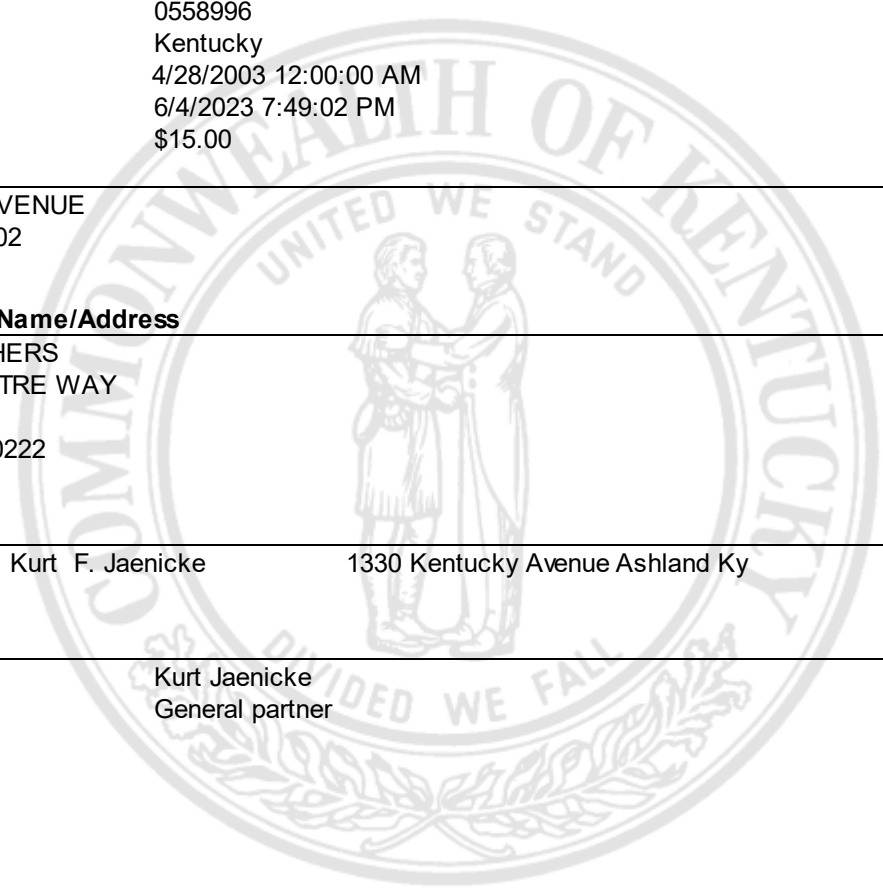 0558996
Kentucky
4/28/2003 12:00:00 AM
6/4/2023 7:49:02 PM
$15.00
VENUE
02
Name/Address
HERS
TRE WAY
0222
Kurt F. Jaenicke 1330 Kentucky Avenue Ashland Ky
Kurt Jaenicke
General partner
COMMONWEALTH OF KENTUCKY
UNITED WE STAND
DIVIDED WE FALL